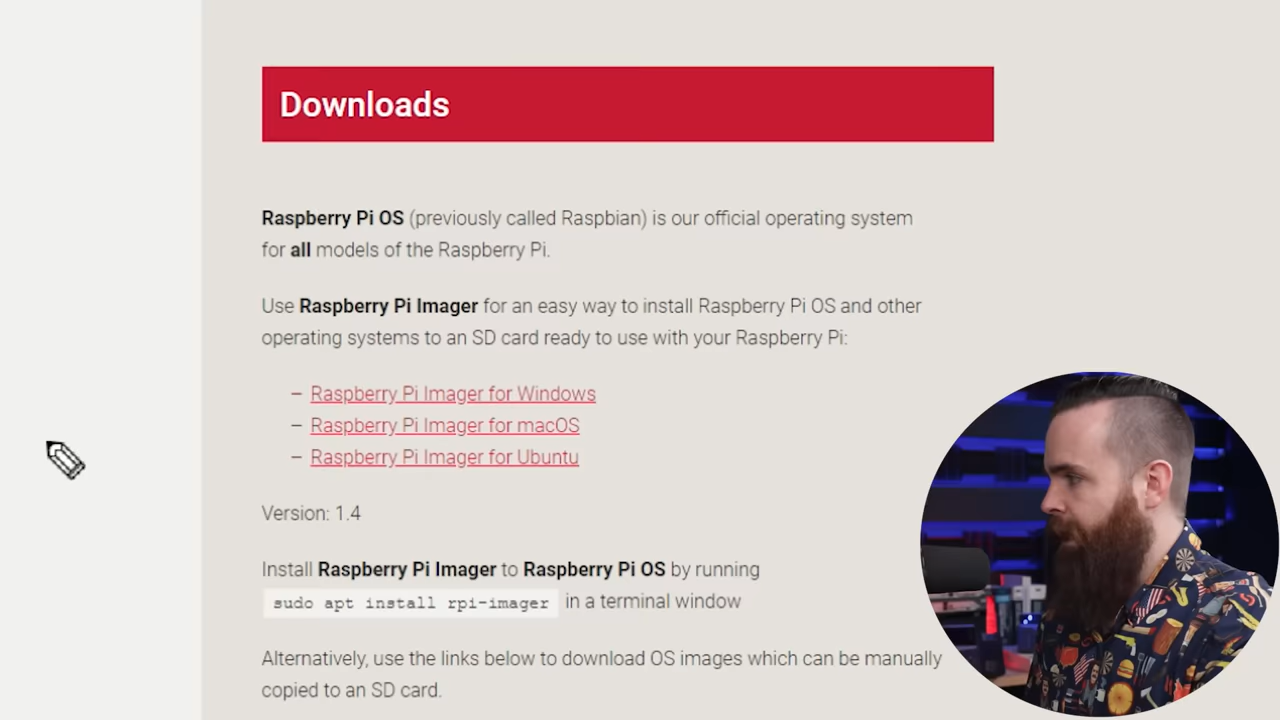 Downloads
Raspberry Pi OS (previously called Raspbian) is our official operating system
for all models of the Raspberry Pi.
Use Raspberry Pi Imager for an easy way to install Raspberry Pi OS and other
operating systems to an SD card ready to use with your Raspberry Pi:
– Raspberry Pi Imager for Windows
– Raspberry Pi Imager for macOS
– Raspberry Pi Imager for Ubuntu
Version: 1.4
Install Raspberry Pi Imager to Raspberry Pi OS by running
sudo apt install rpi-imager in a terminal window
Alternatively, use the links below to download OS images which can be manually
copied to an SD card.